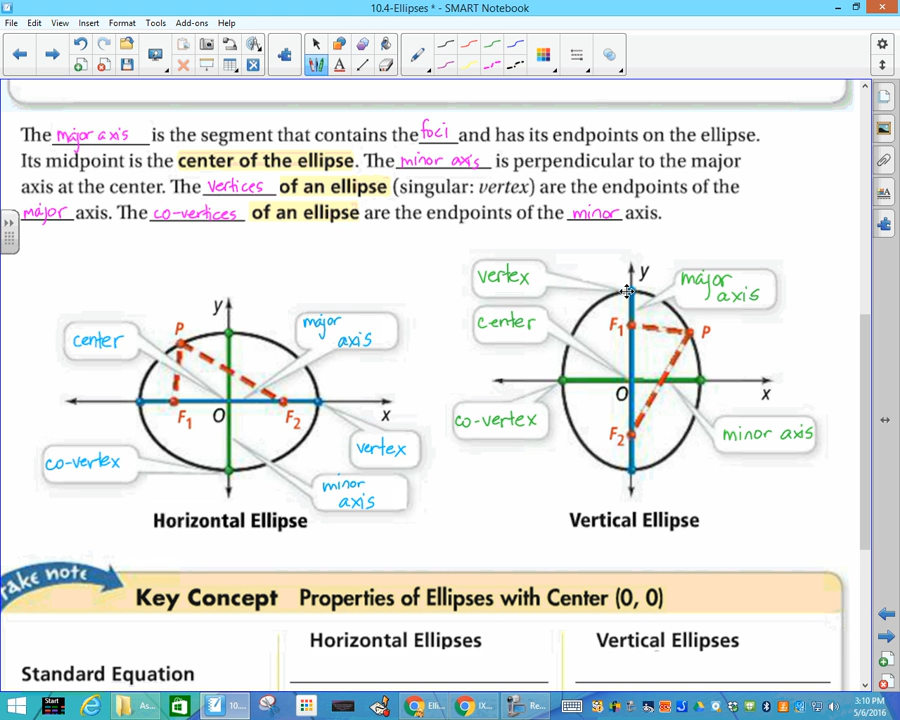 10.4-Ellipses * - SMART Notebook
File Edit View Insert Format Tools Add-ons Help
The major axis is the segment that contains the foci and has its endpoints on the ellipse.
Its midpoint is the center of the ellipse. The minor axis is perpendicular to the major
axis at the center. The vertices of an ellipse (singular: vertex) are the endpoints of the
major axis. The co-vertices of an ellipse are the endpoints of the minor axis.
y
P
center
major
axis
F1
O
F2
x
co-vertex
vertex
minor
axis
Horizontal Ellipse
vertex
y
major
axis
center
F1
P
O
x
co-vertex
F2
minor axis
Vertical Ellipse
Take note
Key Concept Properties of Ellipses with Center (0, 0)
Horizontal Ellipses Vertical Ellipses
Standard Equation
Start
As...
10....
Elli...
IX...
Re...
3:10 PM
5/6/2016